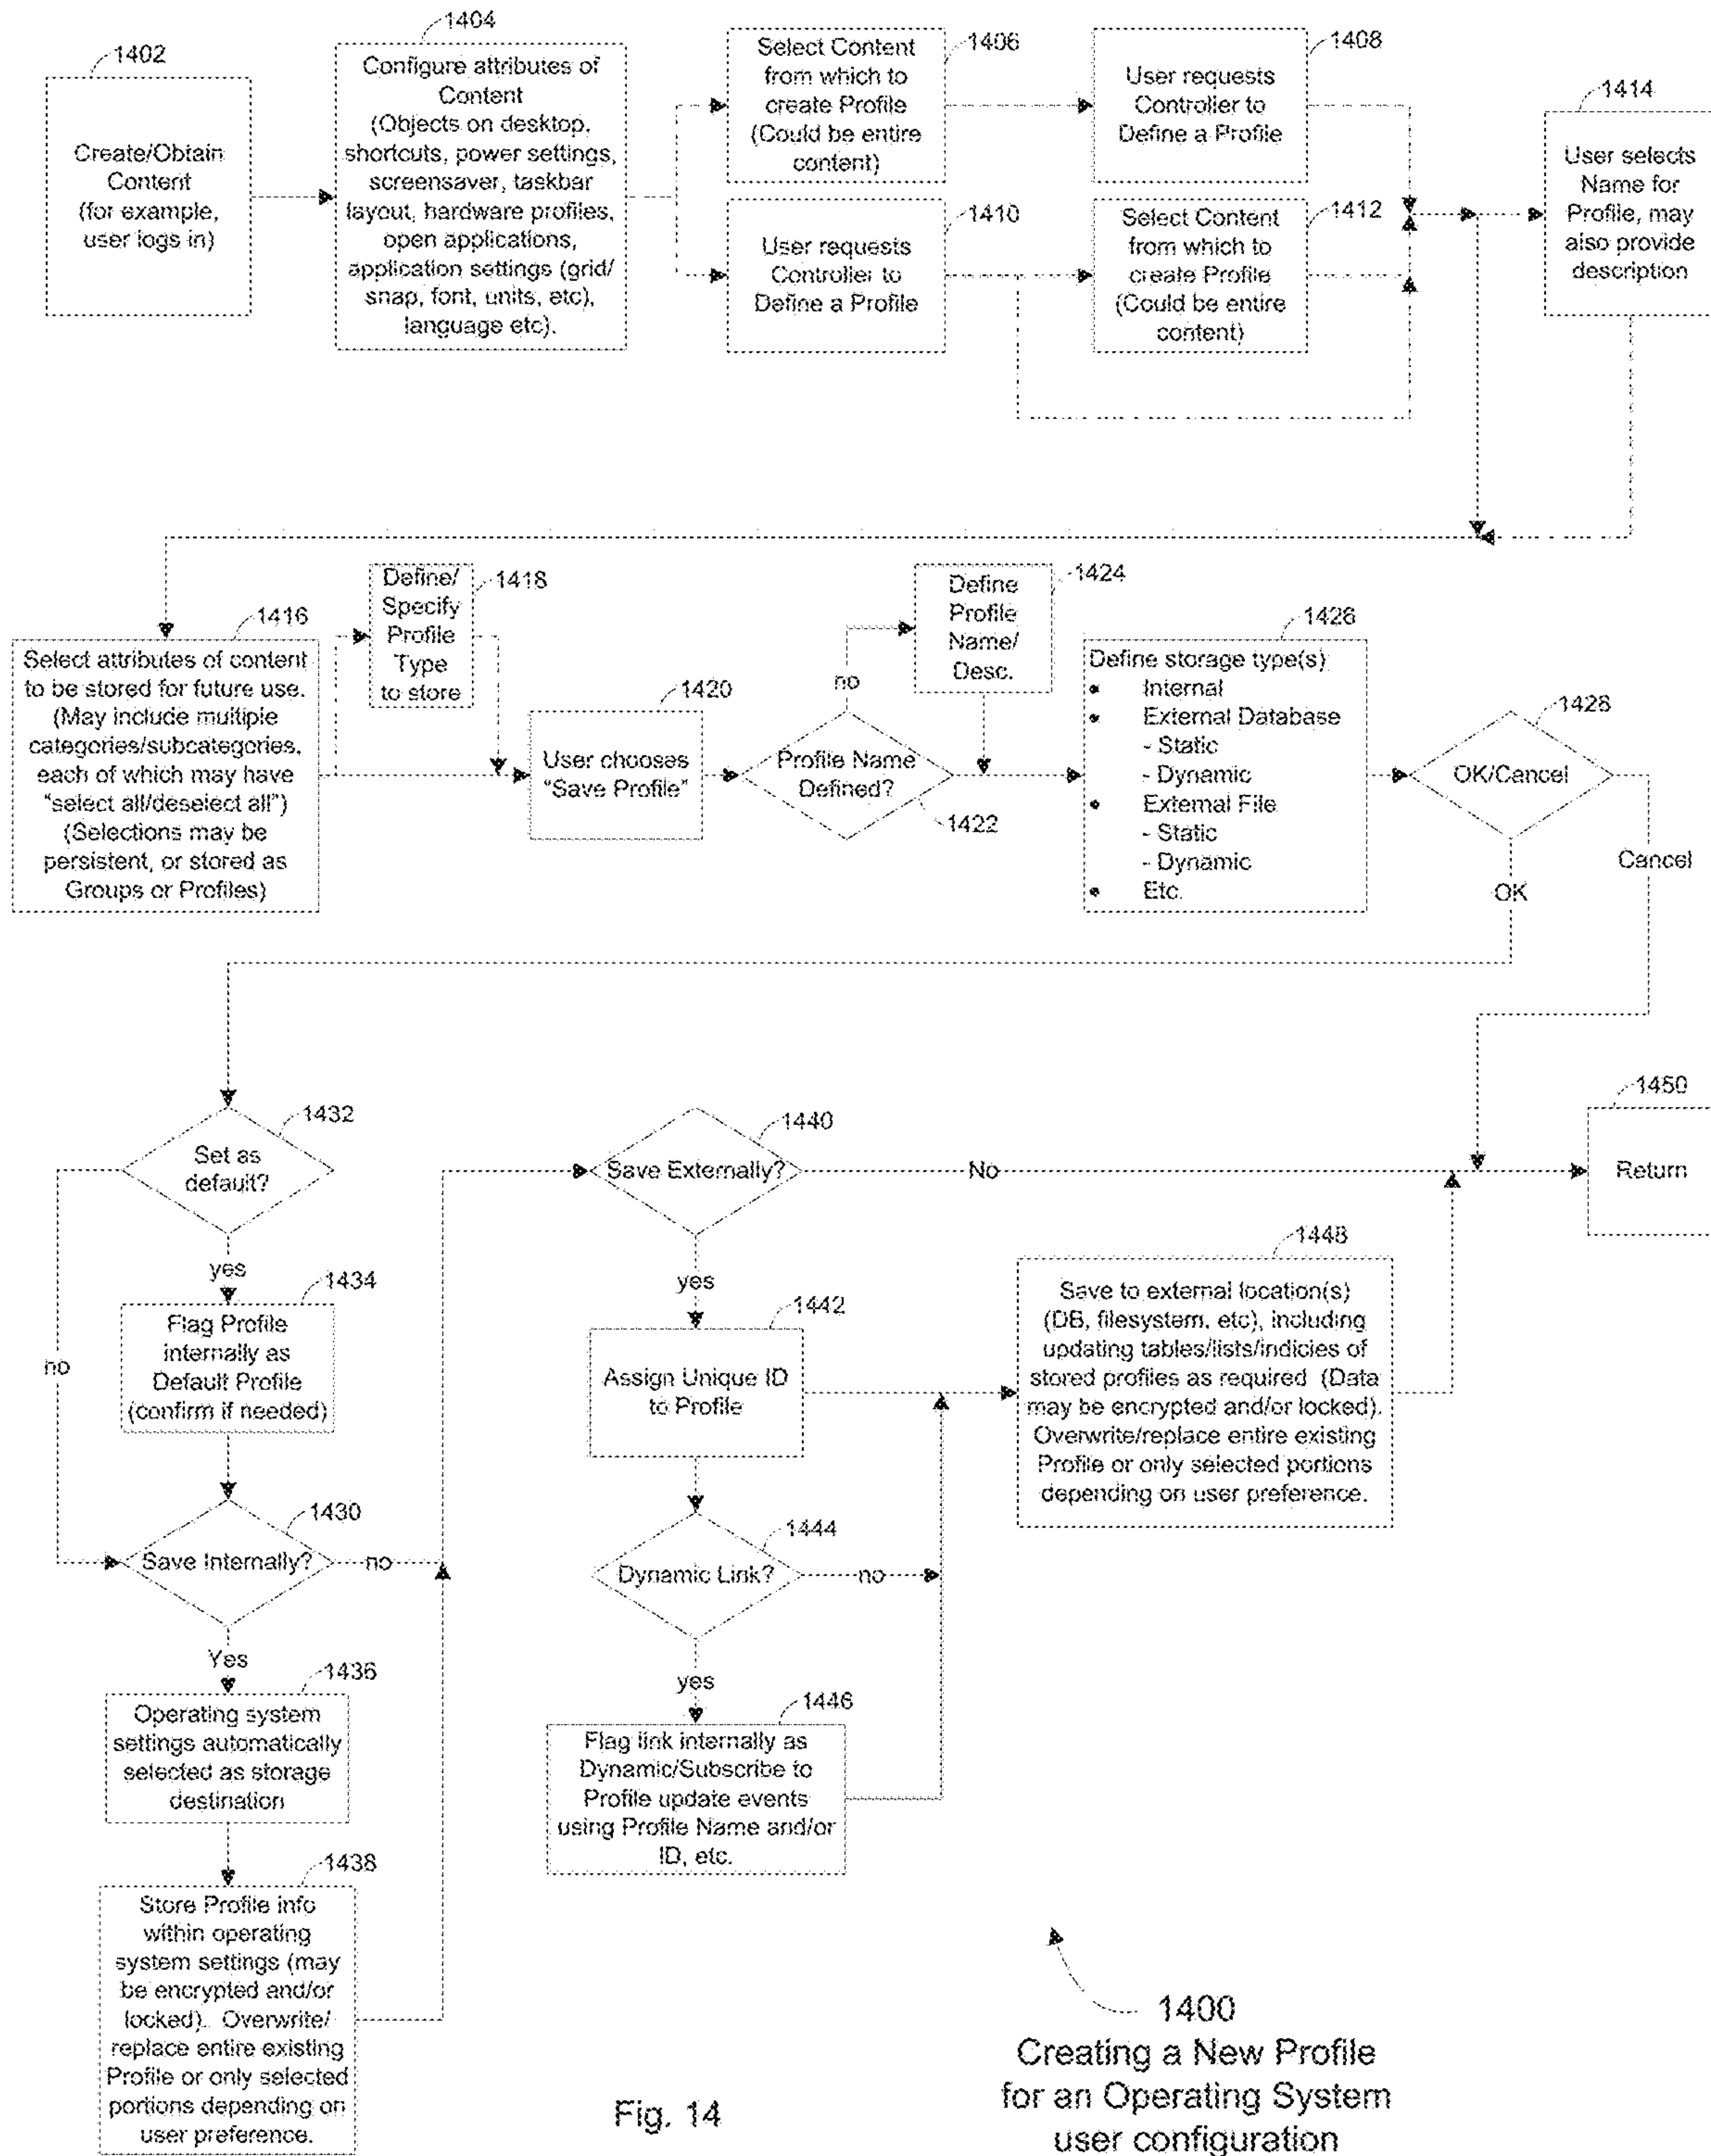 1402
Create/Obtain
Content
(for example,
user logs in)
1404
Configure attributes of
Content
(Objects on desktop,
shortcuts, power settings,
screensaver, taskbar
layout, hardware profiles,
open applications,
application settings (grid/
snap, font, units, etc),
language etc).
1406
Select Content
from which to
create Profile
(Could be entire
content)
1408
User requests
Controller to
Define a Profile
1410
User requests
Controller to
Define a Profile
1412
Select Content
from which to
create Profile
(Could be entire
content)
1414
User selects
Name for
Profile, may
also provide
description
1416
Select attributes of content
to be stored for future use.
(May include multiple
categories/subcategories,
each of which may have
“select all/deselect all”)
(Selections may be
persistent, or stored as
Groups or Profiles)
1418
Define/
Specify
Profile
Type
to store
1420
User chooses
“Save Profile”
1422
Profile Name
Defined?
no
1424
Define
Profile
Name/
Desc.
1426
Define storage type(s)
• Internal
• External Database
- Static
- Dynamic
• External File
- Static
- Dynamic
• Etc.
1428
OK/Cancel
Cancel
OK
1432
Set as
default?
yes
no
1434
Flag Profile
internally as
Default Profile
(confirm if needed)
1430
Save Internally?
no
Yes
1436
Operating system
settings automatically
selected as storage
destination
1438
Store Profile info
within operating
system settings (may
be encrypted and/or
locked). Overwrite/
replace entire existing
Profile or only selected
portions depending on
user preference.
1440
Save Externally?
No
yes
1442
Assign Unique ID
to Profile
1444
Dynamic Link?
no
yes
1446
Flag link internally as
Dynamic/Subscribe to
Profile update events
using Profile Name and/or
ID, etc.
1448
Save to external location(s)
(DB, filesystem, etc), including
updating tables/lists/indicies of
stored profiles as required (Data
may be encrypted and/or locked).
Overwrite/replace entire existing
Profile or only selected portions
depending on user preference.
1450
Return
1400
Creating a New Profile
for an Operating System
user configuration
Fig. 14